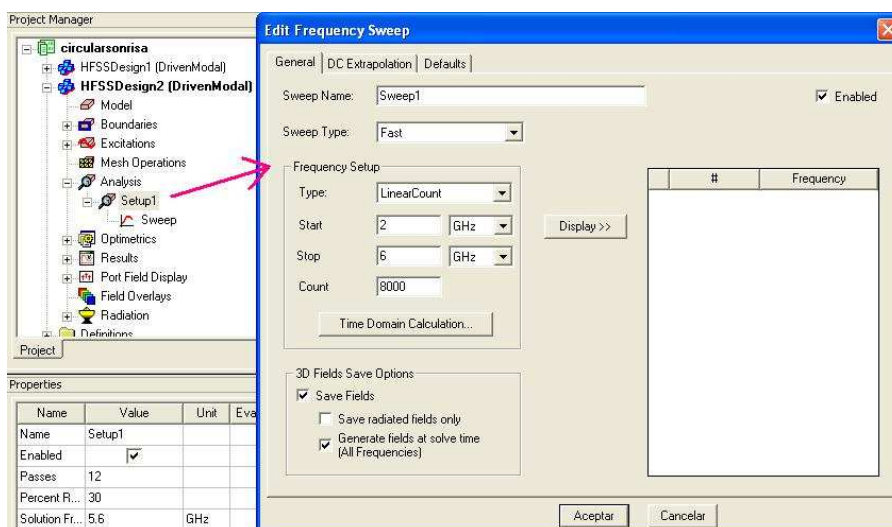 Project Manager
circularsonrisa
HFSSDesign1 (DrivenModal)
HFSSDesign2 (DrivenModal)
Model
Boundaries
Excitations
Mesh Operations
Analysis
Setup1
Sweep
Optimetrics
Results
Port Field Display
Field Overlays
Radiation
Definitions
Project
Properties
Name Value Unit Eva
Name Setup1
Enabled
Passes 12
Percent R... 30
Solution Fr... 5.6 GHz
Edit Frequency Sweep
General DC Extrapolation Defaults
Sweep Name: Sweep1 Enabled
Sweep Type: Fast
Frequency Setup
Type: LinearCount
Start 2 GHz
Stop 6 GHz
Count 8000
Time Domain Calculation...
Display >>
# Frequency
3D Fields Save Options
Save Fields
Save radiated fields only
Generate fields at solve time
(All Frequencies)
Aceptar Cancelar